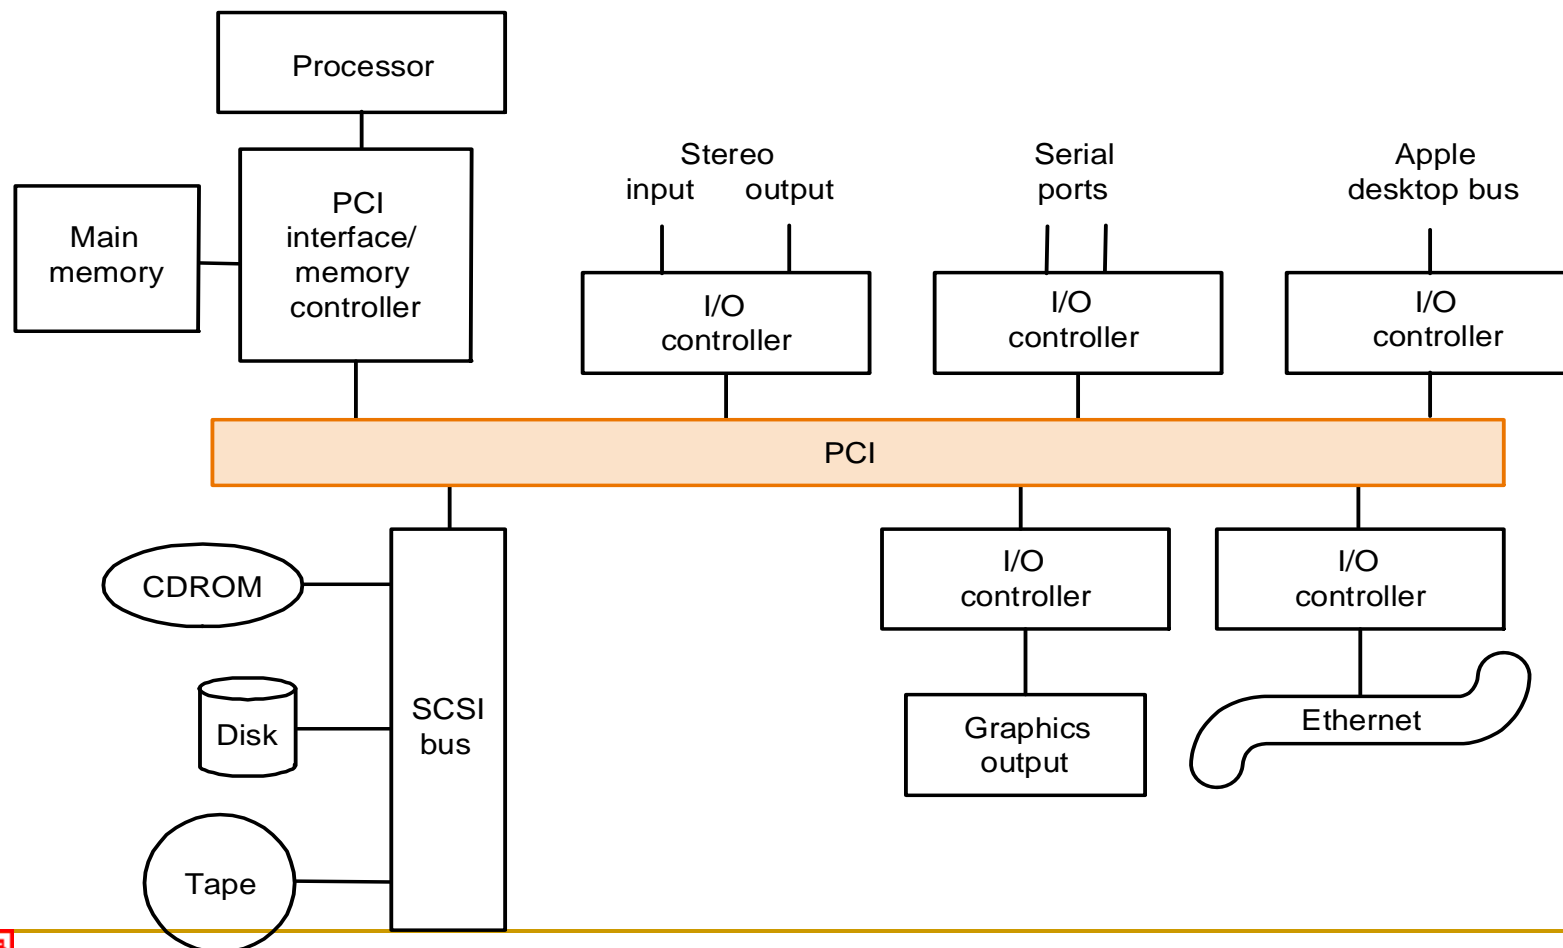 Processor
Main
memory
PCI
interface/
memory
controller
Stereo
input output
I/O
controller
Serial
ports
I/O
controller
Apple
desktop bus
I/O
controller
PCI
CDROM
Disk
Tape
SCSI
bus
I/O
controller
Graphics
output
I/O
controller
Ethernet